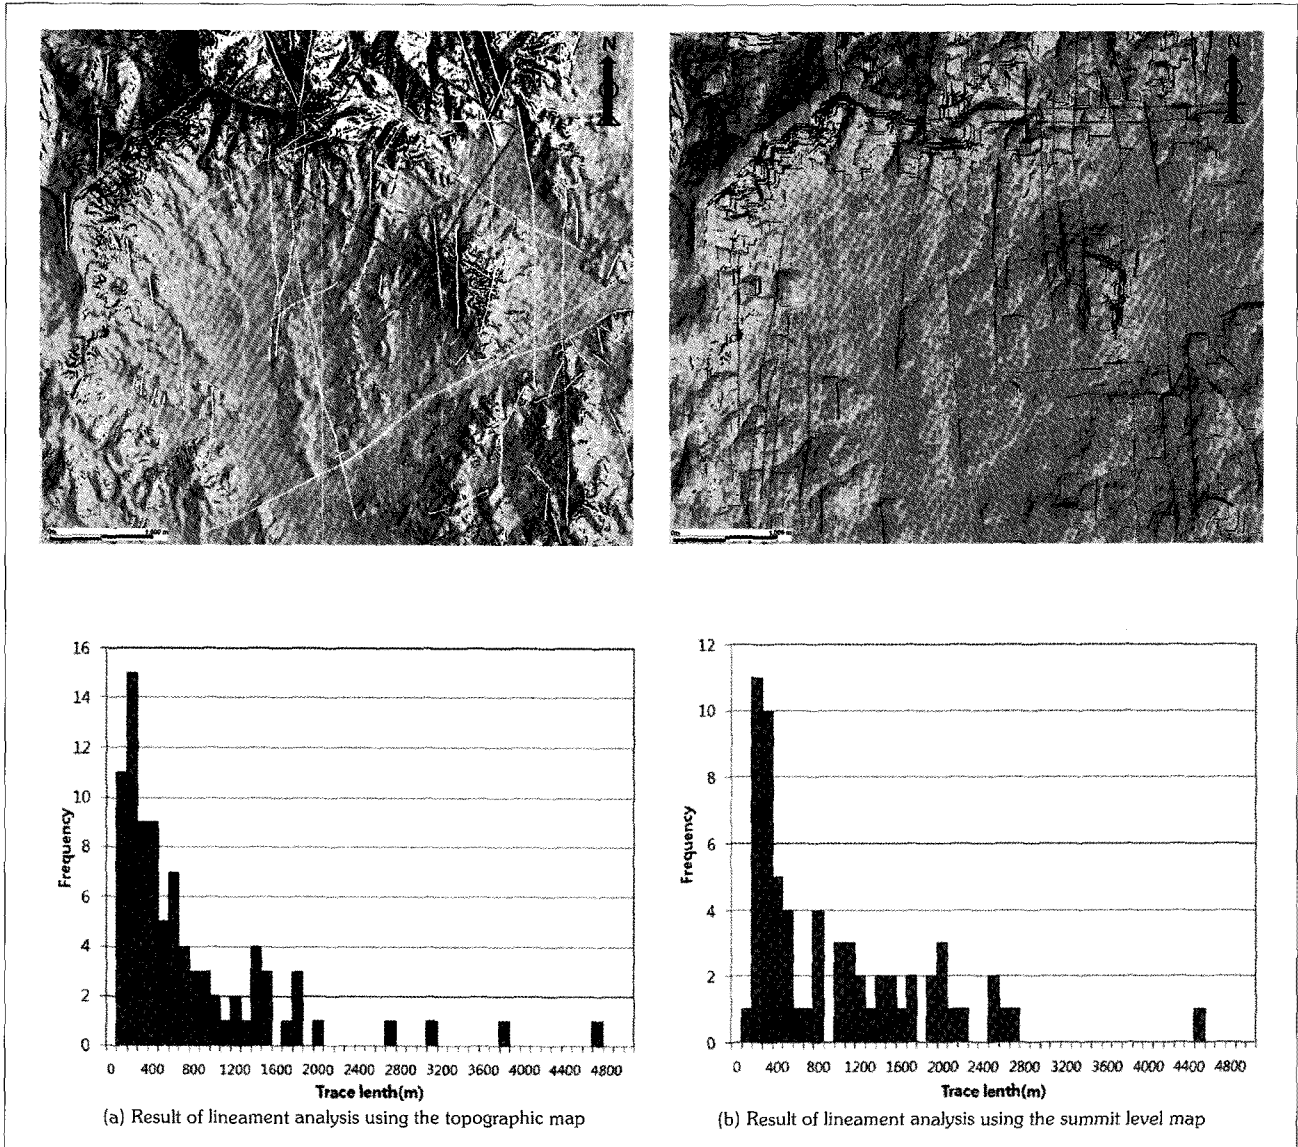 N
N
16
14
12
10
8
6
4
2
0
Frequency
0 400 800 1200 1600 2000 2400 2800 3200 3600 4000 4400 4800
Trace lenth(m)
(a) Result of lineament analysis using the topographic map
12
10
8
6
4
2
0
Frequency
0 400 800 1200 1600 2000 2400 2800 3200 3600 4000 4400 4800
Trace lenth(m)
(b) Result of lineament analysis using the summit level map